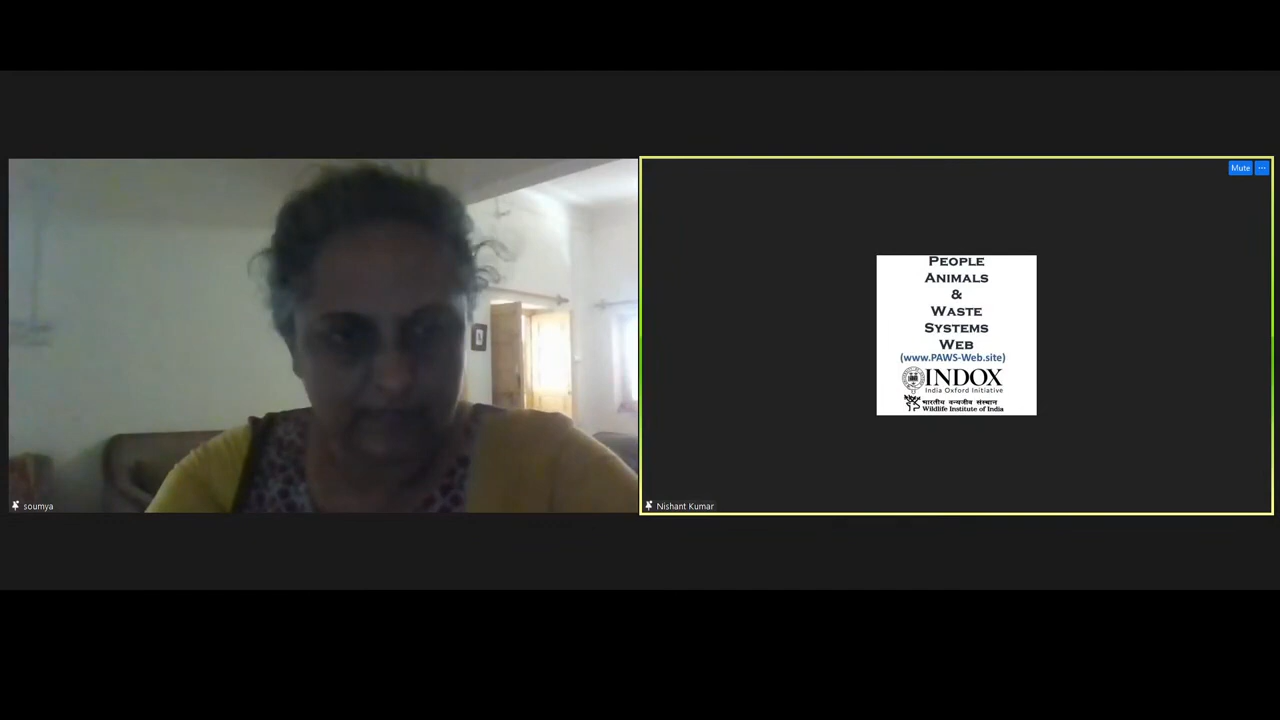 Mute
PEOPLE
ANIMALS
&
WASTE
SYSTEMS
WEB
(www.PAWS-Web.site)
INDOX
India Oxford Initiative
भारतीय वन्यजीव संस्थान
Wildlife Institute of India
soumya
Nishant Kumar